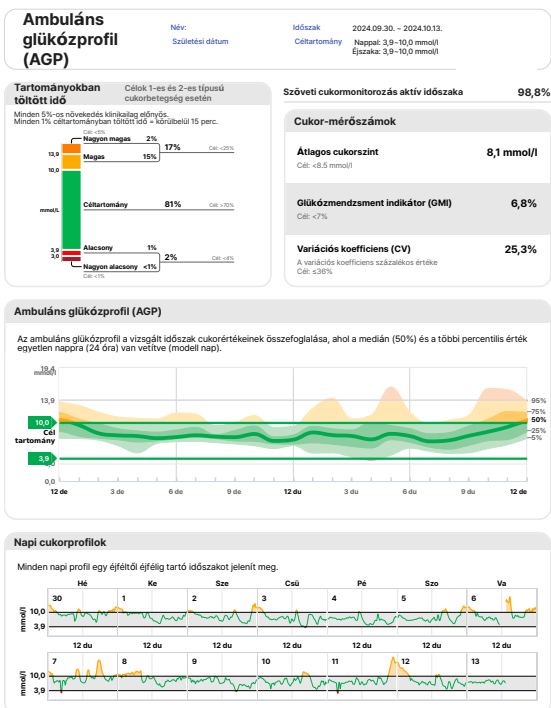 Ambuláns
glükózprofil
(AGP)
Név:
Születési dátum
Időszak
2024.09.30. – 2024.10.13.
Céltartomány
Nappal: 3,9–10,0 mmol/l
Éjszaka: 3,9–10,0 mmol/l
Tartományokban
töltött idő
Célok 1-es és 2-es típusú
cukorbetegség esetén
Minden 5%-os növekedés klinikailag előnyös.
Minden 1% céltartományban töltött idő = körülbelül 15 perc.
Cél: <5%
Nagyon magas 2%
17%
Cél: <25%
13,9
Magas 15%
10,0
mmol/L
Céltartomány 81%
Cél: >70%
Alacsony 1%
3,9
3,0
2%
Cél: <4%
Nagyon alacsony <1%
Cél: <1%
Szöveti cukormonitorozás aktív időszaka 98,8%
Cukor-mérőszámok
Átlagos cukorszint 8,1 mmol/l
Cél: <8.5 mmol/l
Glükózmendzsment indikátor (GMI) 6,8%
Cél: <7%
Variációs koefficiens (CV) 25,3%
A variációs koefficiens százalékos értéke
Cél: ≤36%
Ambuláns glükózprofil (AGP)
Az ambuláns glükózprofil a vizsgált időszak cukorértékeinek összefoglalása, ahol a medián (50%) és a többi percentilis érték
egyetlen nappra (24 óra) van vetítve (modell nap).
19,4
mmol/l
13,9
10,0
Cél
tartomány
3,9
0,0
95%
75%
50%
25%
5%
12 de 3 de 6 de 9 de 12 du 3 du 6 du 9 du 12 de
Napi cukorprofilok
Minden napi profil egy éjféltől éjfélig tartó időszakot jelenít meg.
Hé Ke Sze Csü Pé Szo Va
mmol/l
10,0
3,9
30 1 2 3 4 5 6
12 du 12 du 12 du 12 du 12 du 12 du 12 du
mmol/l
10,0
3,9
7 8 9 10 11 12 13